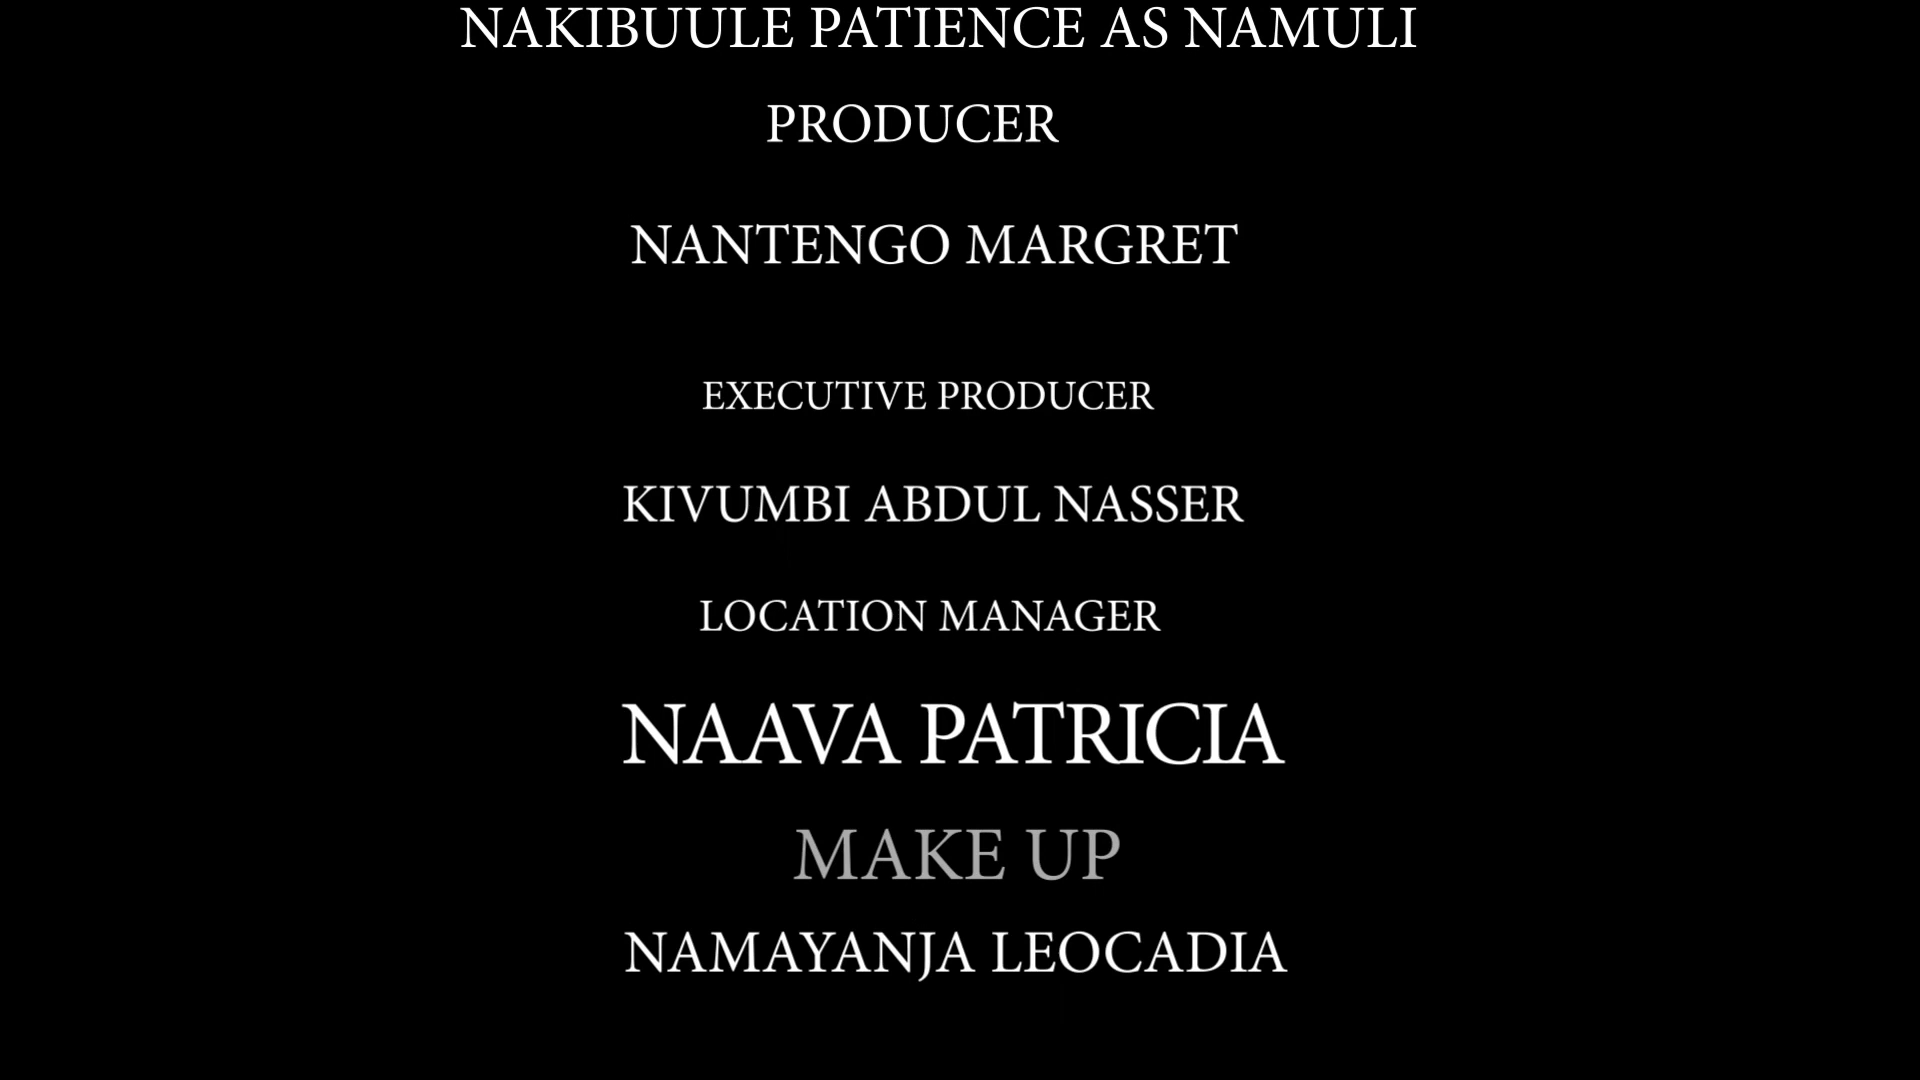 NAKIBUULE PATIENCE AS NAMULI
PRODUCER
NANTENGO MARGRET
EXECUTIVE PRODUCER
KIVUMBI ABDUL NASSER
LOCATION MANAGER
NAAVA PATRICIA
MAKE UP
NAMAYANJA LEOCADIA